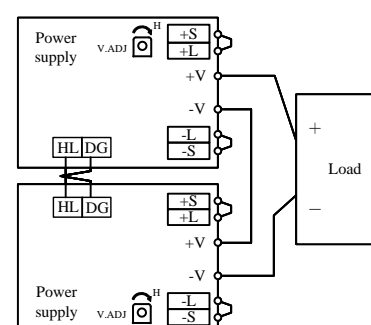 Power
supply
V.ADJ
H
+S
+L
+V
-V
-L
-S
HL DG
+
Load
−
HL DG
+S
+L
+V
-V
Power
supply
V.ADJ
H
-L
-S